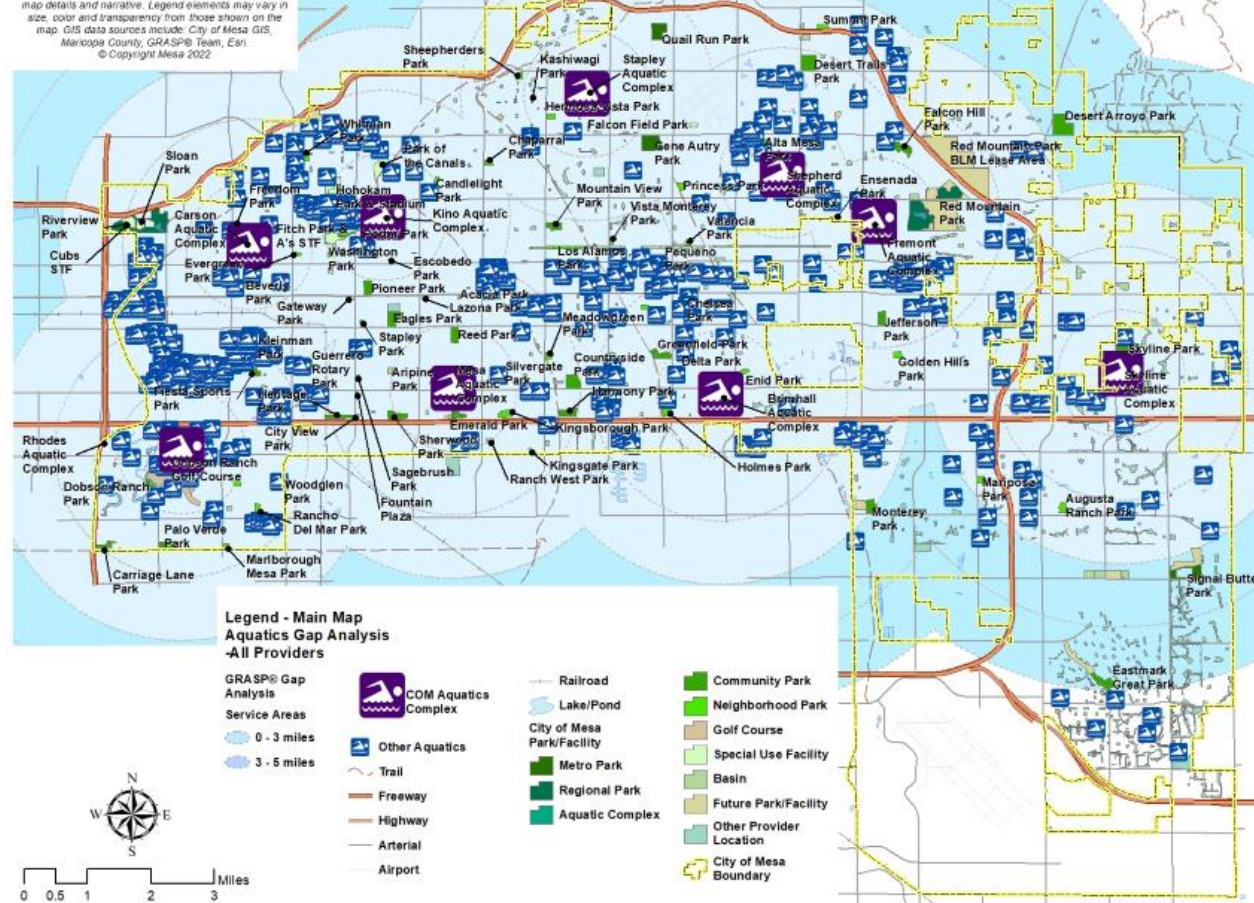 map details and narrative. Legend elements may vary in
size, color and transparency from those shown on the
map. GIS data sources include: City of Mesa GIS,
Maricopa County, GRASP® Team, Esri.
© Copyright Mesa 2022
Summit Park
Quail Run Park
Sheepherders
Park
Kashiwagi
Park
Stapley
Aquatic
Complex
Desert Trails
Park
Falcon Field Park
Falcon Hill
Park
Desert Arroyo Park
Whitman
Park
Sloan
Park
Park of
the Canals
Chaparral
Park
Gene Autry
Park
Alta Mesa
Red Mountain Park
BLM Lease Area
Freedom
Park
Hohokam
Candlelight
Park
Mountain View
Park
Princess Park
Shepherd
Aquatic
Complex
Ensenada
Park
Riverview
Park
Carson
Aquatic
Complex
Fitch Park &
A's STF
Kino Aquatic
Complex
Vista Monterey
Park
Valencia
Park
Red Mountain
Park
Cubs
STF
Evergreen
Park
Washington
Park
Escobedo
Park
Los Alamos
Park
Pequeno
Park
Fremont
Aquatic
Complex
Beverly
Park
Gateway
Park
Pioneer Park
Acacia Park
Lazona Park
Chelsea
Park
Eagles Park
Stapley
Park
Reed Park
Meadowgreen
Park
Greenfield Park
Jefferson
Park
Kleinman
Park
Guerrero
Rotary
Park
Silvergate
Park
Countryside
Park
Delta Park
Golden Hills
Park
Skyline Park
Fiesta Sports
Park
Heritage
Park
Mesa
Aquatic
Complex
Harmony Park
Enid Park
Brimhall
Aquatic
Complex
Skyline
Aquatic
Complex
Rhodes
Aquatic
Complex
City View
Park
Sherwood
Park
Emerald Park
Kingsborough Park
Holmes Park
Dobson Ranch
Golf Course
Dobson Ranch
Park
Sagebrush
Park
Kingsgate Park
Ranch West Park
Woodglen
Park
Fountain
Plaza
Rancho
Del Mar Park
Mariposa
Park
Augusta
Ranch Park
Monterey
Park
Palo Verde
Park
Marlborough
Mesa Park
Carriage Lane
Park
Signal Butte
Park
Eastmark
Great Park
Legend - Main Map
Aquatics Gap Analysis
-All Providers
GRASP® Gap
Analysis
Service Areas
0 - 3 miles
3 - 5 miles
COM Aquatics
Complex
Other Aquatics
Trail
Freeway
Highway
Arterial
Airport
Railroad
Lake/Pond
City of Mesa
Park/Facility
Metro Park
Regional Park
Aquatic Complex
Community Park
Neighborhood Park
Golf Course
Special Use Facility
Basin
Future Park/Facility
Other Provider
Location
City of Mesa
Boundary
N
W E
S
Miles
0 0.5 1 2 3